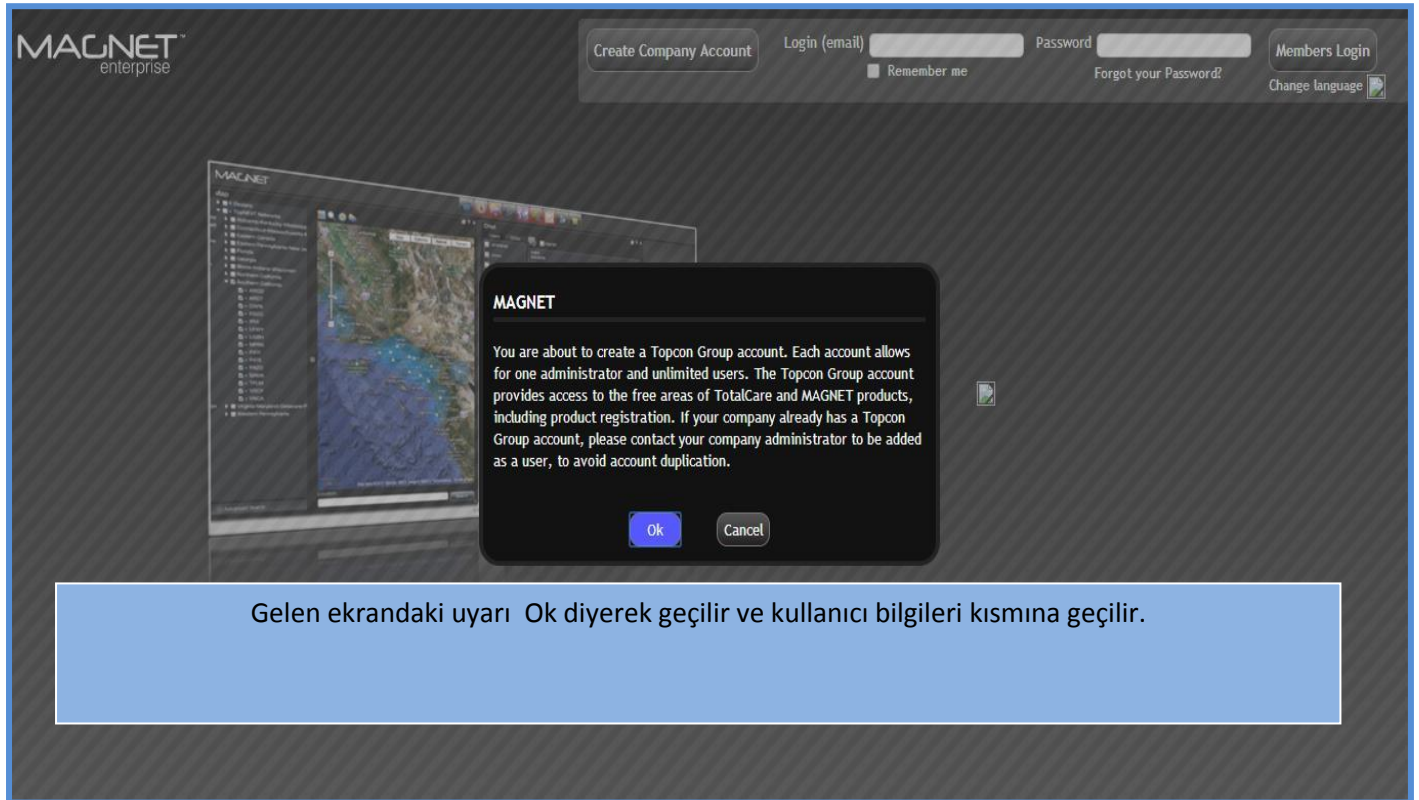 MAGNET™
enterprise
Create Company Account
Login (email)
Password
Members Login
Remember me
Forgot your Password?
Change language
MAGNET
MAGNET
You are about to create a Topcon Group account. Each account allows
for one administrator and unlimited users. The Topcon Group account
provides access to the free areas of TotalCare and MAGNET products,
including product registration. If your company already has a Topcon
Group account, please contact your company administrator to be added
as a user, to avoid account duplication.
Ok
Cancel
Gelen ekrandaki uyarı Ok diyerek geçilir ve kullanıcı bilgileri kısmına geçilir.